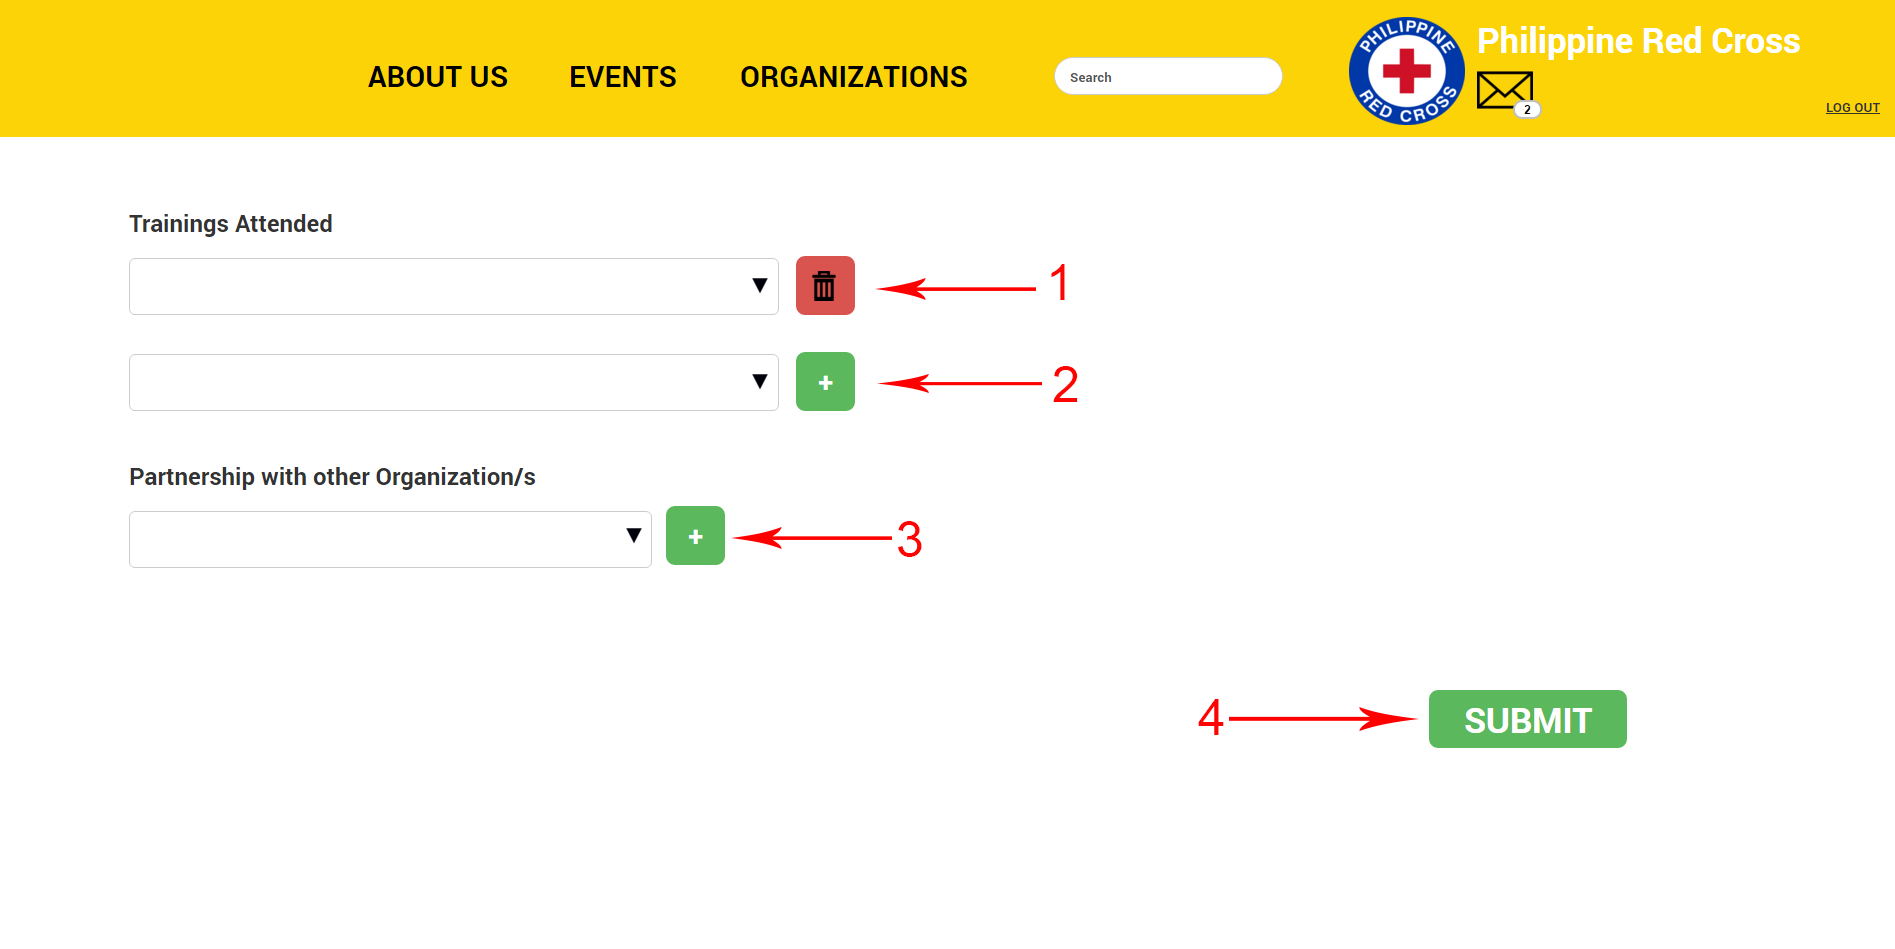 ABOUT US
EVENTS
ORGANIZATIONS
Search
PHILIPPINE
RED CROSS
Philippine Red Cross
2
LOG OUT
Trainings Attended
1
+
2
Partnership with other Organization/s
+
3
4
SUBMIT